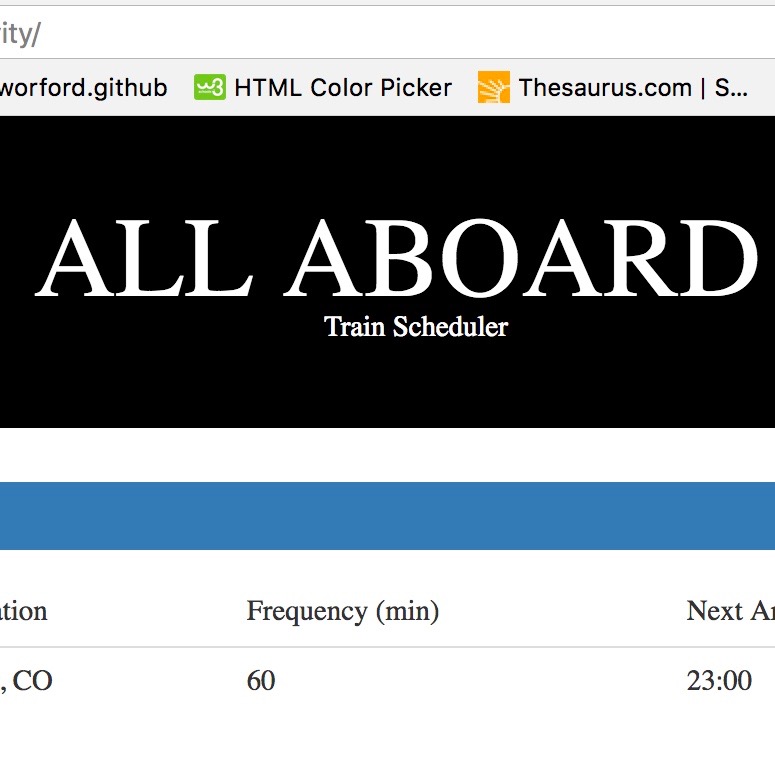 ity/
worford.github HTML Color Picker Thesaurus.com | S...
ALL ABOARD
Train Scheduler
ation Frequency (min) Next Ar
, CO 60 23:00